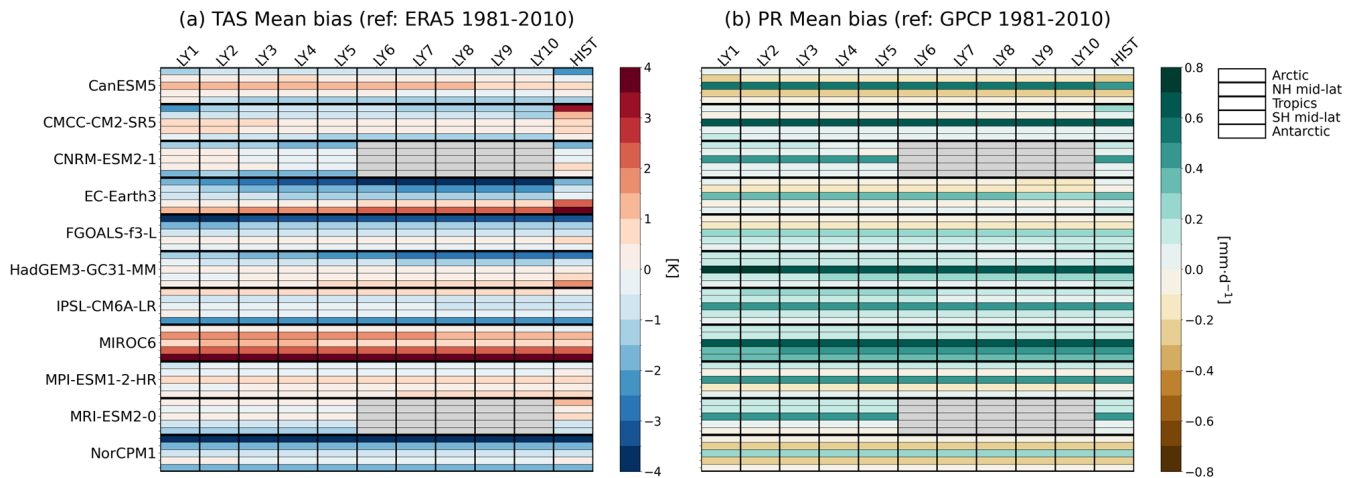 (a) TAS Mean bias (ref: ERA5 1981-2010)
LY1 LY2 LY3 LY4 LY5 LY6 LY7 LY8 LY9 LY10 HIST
CanESM5
CMCC-CM2-SR5
CNRM-ESM2-1
EC-Earth3
FGOALS-f3-L
HadGEM3-GC31-MM
IPSL-CM6A-LR
MIROC6
MPI-ESM1-2-HR
MRI-ESM2-0
NorCPM1
4
3
2
1
0
−1
−2
−3
−4
[K]
(b) PR Mean bias (ref: GPCP 1981-2010)
LY1 LY2 LY3 LY4 LY5 LY6 LY7 LY8 LY9 LY10 HIST
0.8
0.6
0.4
0.2
0.0
−0.2
−0.4
−0.6
−0.8
[mm·d⁻¹]
Arctic
NH mid-lat
Tropics
SH mid-lat
Antarctic